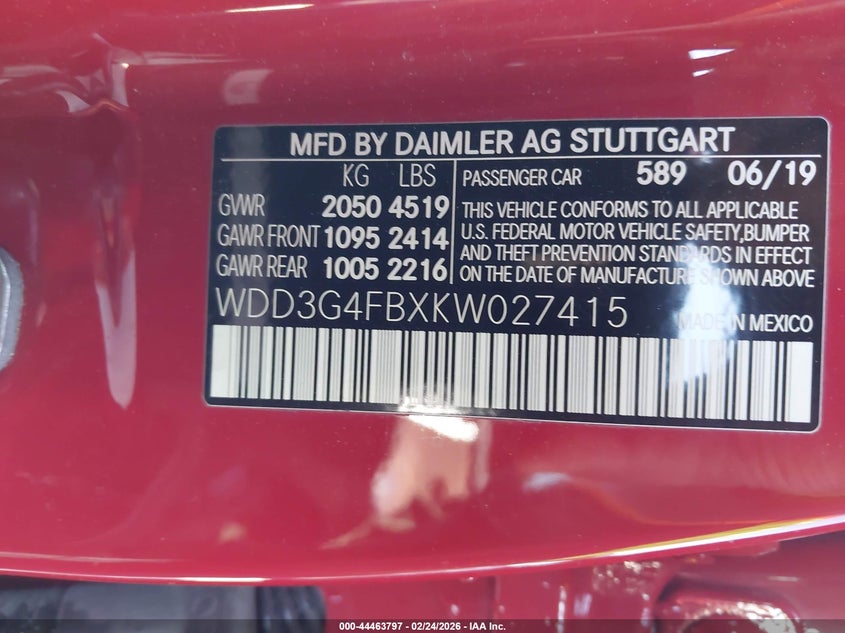 MFD BY DAIMLER AG STUTTGART
KG LBS
GVWR 2050 4519
GAWR FRONT 1095 2414
GAWR REAR 1005 2216
PASSENGER CAR 589 06/19
THIS VEHICLE CONFORMS TO ALL APPLICABLE
U.S. FEDERAL MOTOR VEHICLE SAFETY,BUMPER
AND THEFT PREVENTION STANDARDS IN EFFECT
ON THE DATE OF MANUFACTURE SHOWN ABOVE
WDD3G4FBXKW027415
MADE IN MEXICO
000-44463797 - 02/24/2026 - IAA Inc.